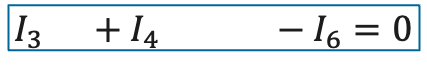 I₃ + I₄ − I₆ = 0